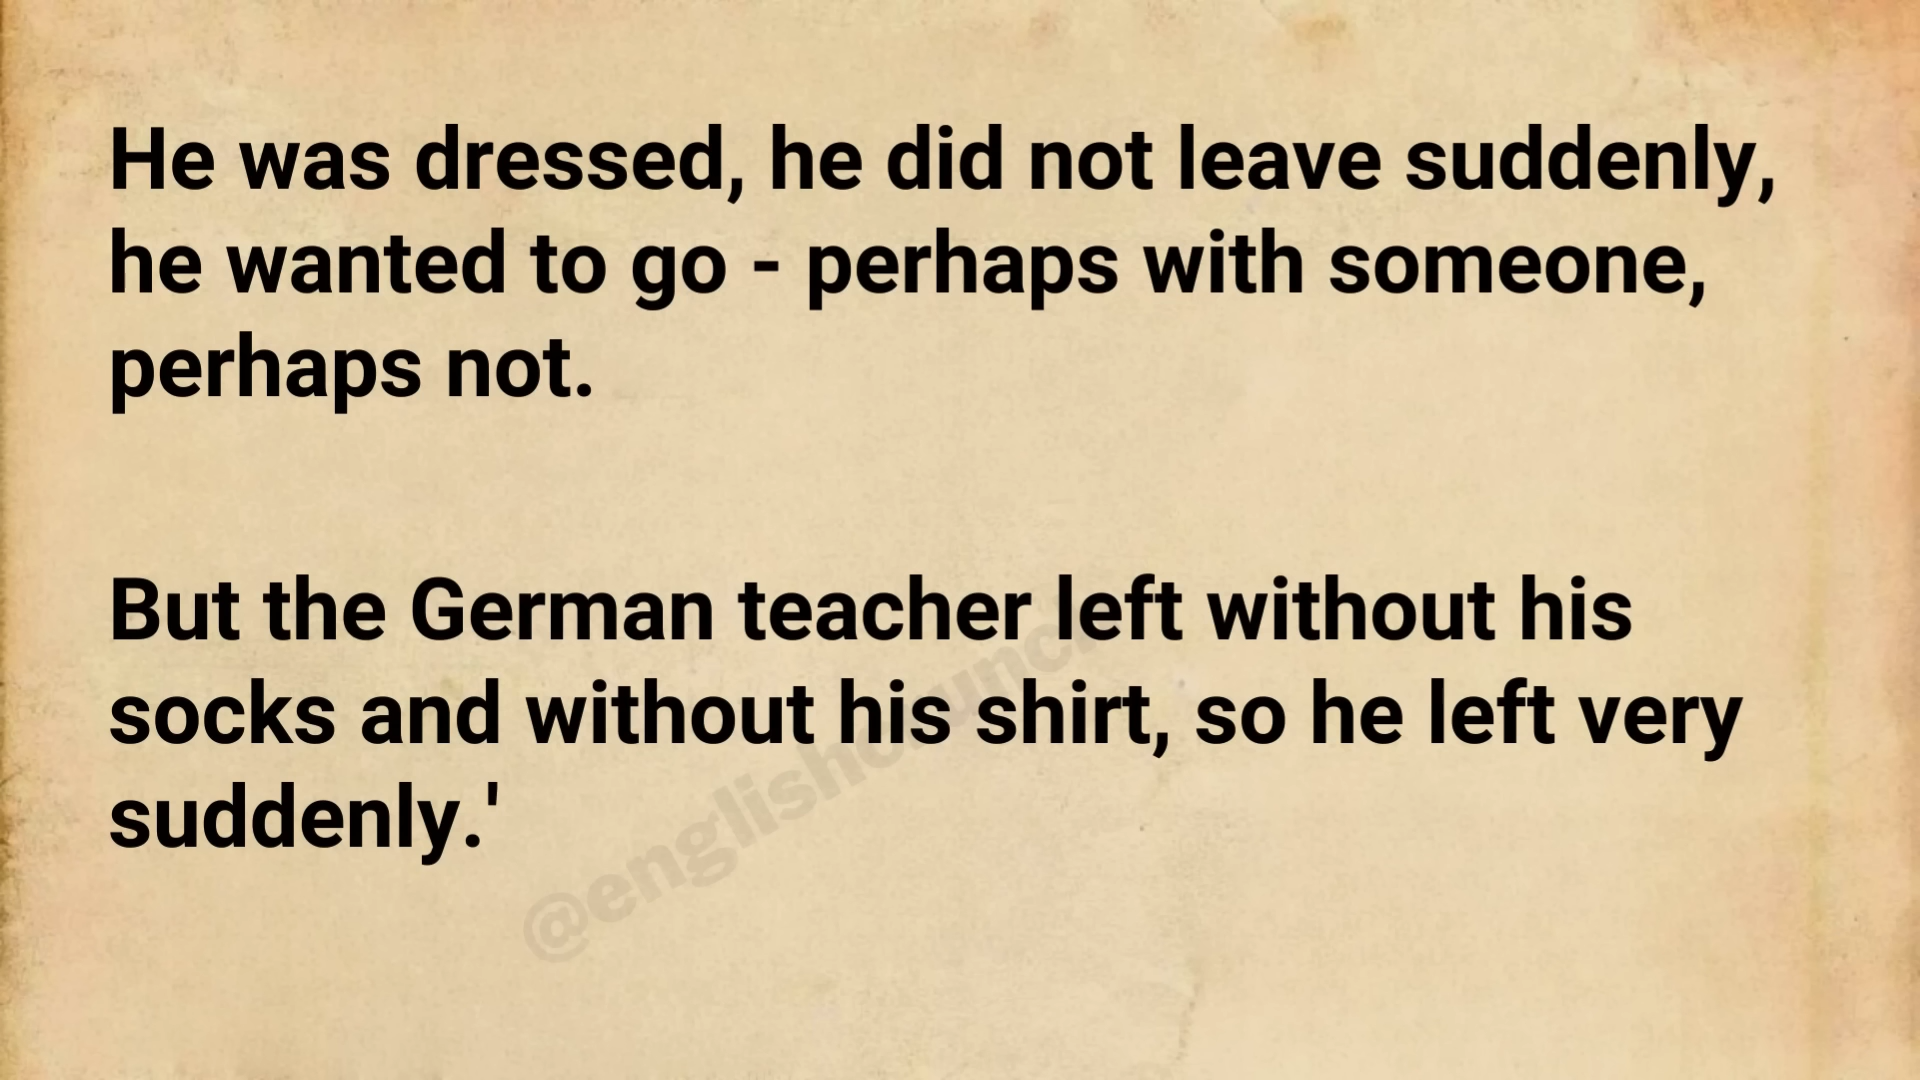 He was dressed, he did not leave suddenly,
he wanted to go - perhaps with someone,
perhaps not.
But the German teacher left without his
socks and without his shirt, so he left very
suddenly.'